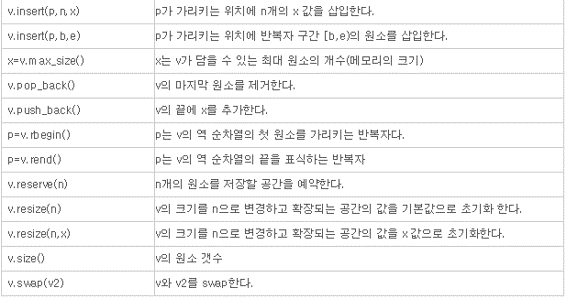 v.insert(p,n,x) p가 가리키는 위치에 n개의 x 값을 삽입한다.
v.insert(p,b,e) p가 가리키는 위치에 반복자 구간 [b,e)의 원소를 삽입한다.
x=v.max_size() x는 v가 담을 수 있는 최대 원소의 개수(메모리의 크기)
v.pop_back() v의 마지막 원소를 제거한다.
v.push_back() v의 끝에 x를 추가한다.
p=v.rbegin() p는 v의 역 순차열의 첫 원소를 가리키는 반복자다.
p=v.rend() p는 v의 역 순차열의 끝을 표식하는 반복자
v.reserve(n) n개의 원소를 저장할 공간을 예약한다.
v.resize(n) v의 크기를 n으로 변경하고 확장되는 공간의 값을 기본값으로 초기화 한다.
v.resize(n,x) v의 크기를 n으로 변경하고 확장되는 공간의 값을 x 값으로 초기화한다.
v.size() v의 원소 갯수
v.swap(v2) v와 v2를 swap한다.